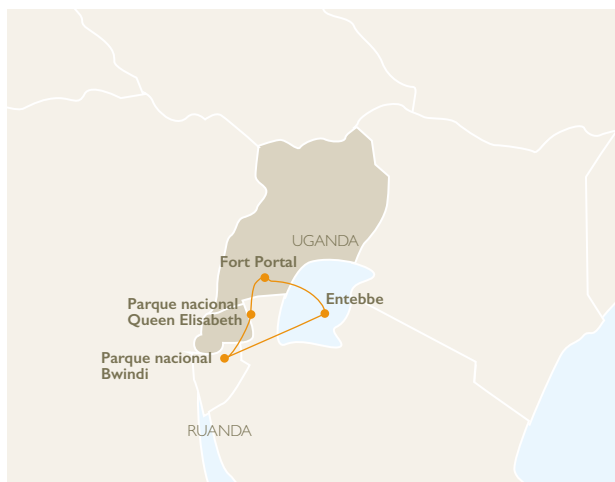 UGANDA
Fort Portal
Entebbe
Parque nacional
Queen Elisabeth
Parque nacional
Bwindi
RUANDA